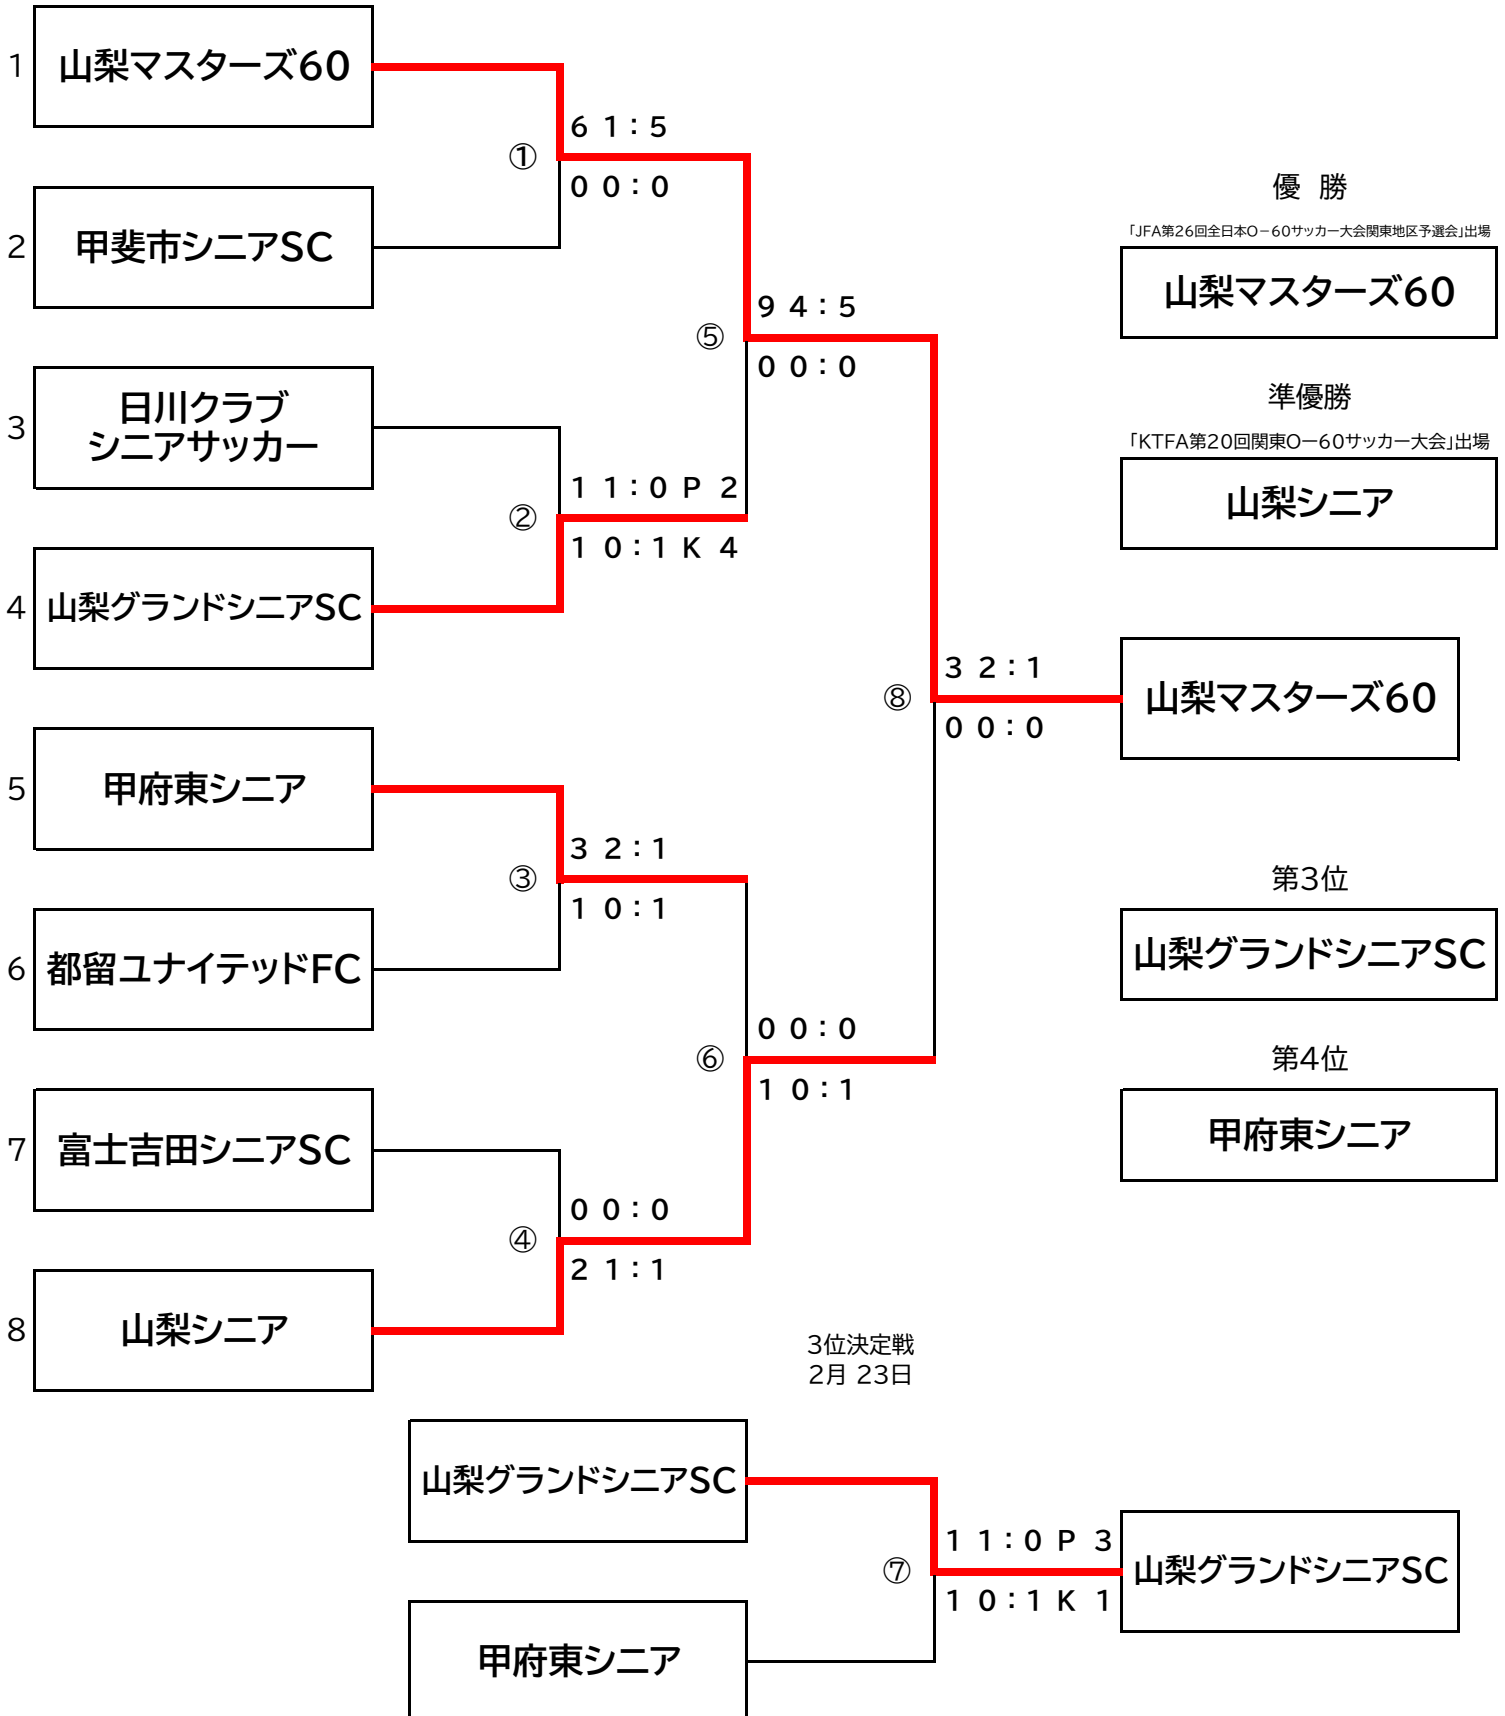 1
山梨マスターズ60
6 1:5
①
0 0:0
2
甲斐市シニアSC
優 勝
「JFA第26回全日本O－60サッカー大会関東地区予選会」出場
山梨マスターズ60
9 4:5
⑤
0 0:0
3
日川クラブ
シニアサッカー
準優勝
「KTFA第20回関東Oー60サッカー大会」出場
山梨シニア
1 1:0 P 2
②
1 0:1 K 4
4
山梨グランドシニアSC
3 2:1
⑧
0 0:0
山梨マスターズ60
5
甲府東シニア
3 2:1
③
1 0:1
6
都留ユナイテッドFC
第3位
山梨グランドシニアSC
0 0:0
⑥
1 0:1
第4位
甲府東シニア
7
富士吉田シニアSC
0 0:0
④
2 1:1
8
山梨シニア
3位決定戦
2月 23日
山梨グランドシニアSC
1 1:0 P 3
⑦
1 0:1 K 1
山梨グランドシニアSC
甲府東シニア